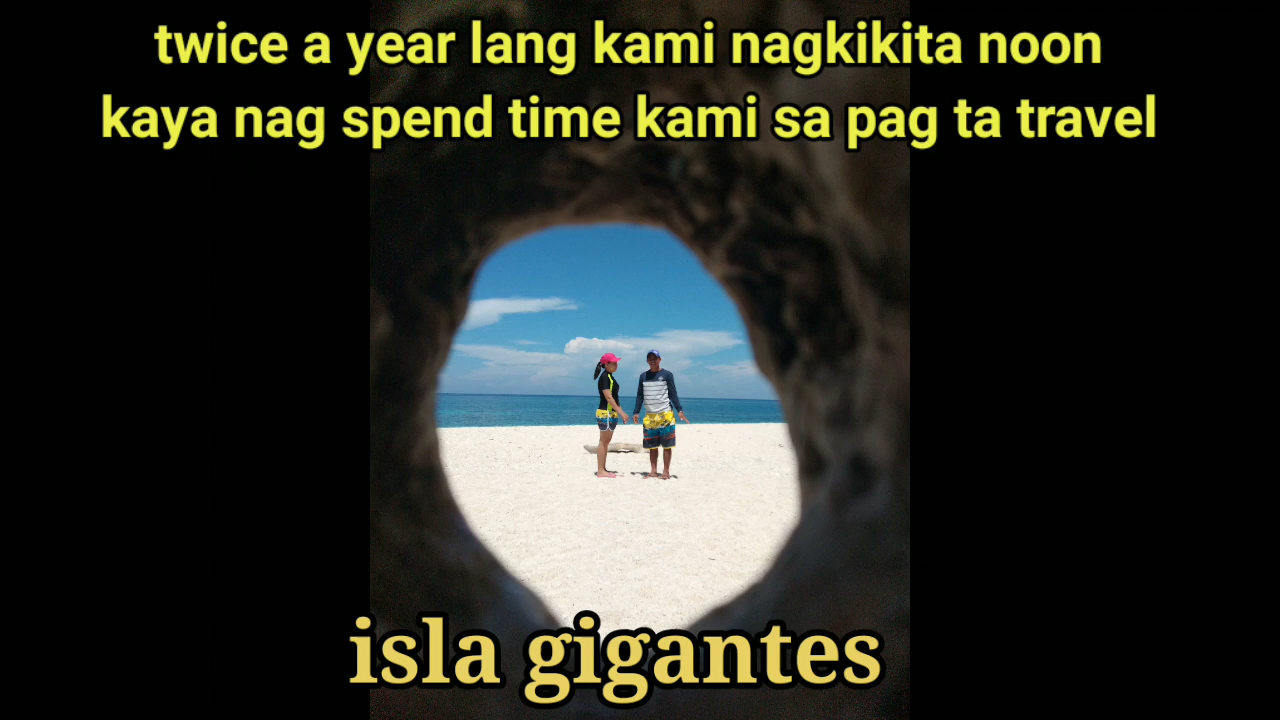 twice a year lang kami nagkikita noon
kaya nag spend time kami sa pag ta travel
isla gigantes